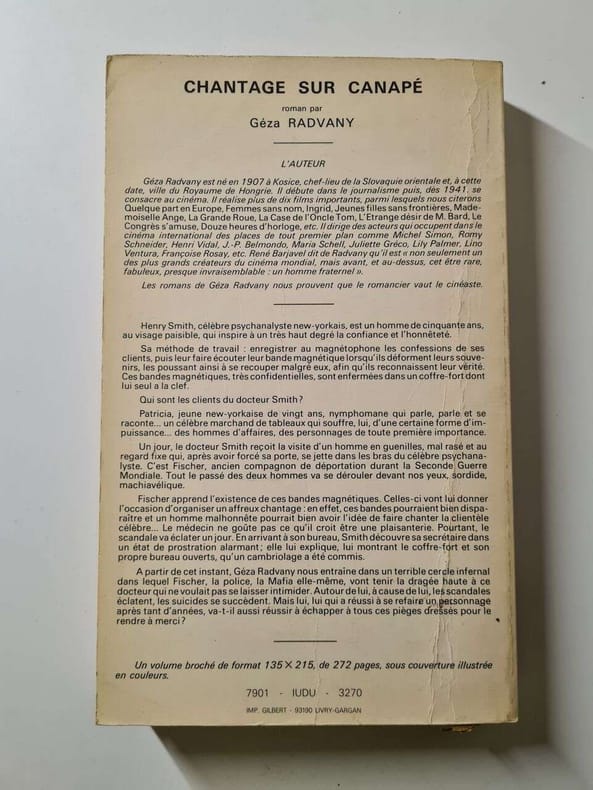 CHANTAGE SUR CANAPÉ
roman par
Géza RADVANY
L'AUTEUR
Géza Radvany est né en 1907 à Kosice, chef-lieu de la Slovaquie orientale et, à cette
date, ville du Royaume de Hongrie. Il débute dans le journalisme puis, dès 1941, se
consacre au cinéma. Il réalise plus de dix films importants, parmi lesquels nous citerons
Quelque part en Europe, Femmes sans nom, Ingrid, Jeunes filles sans frontières, Made-
moiselle Ange, La Grande Roue, La Case de l'Oncle Tom, L'Etrange désir de M. Bard, Le
Congrès s'amuse, Douze heures d'horloge, etc. Il dirige des acteurs qui occupent dans le
cinéma international des places de tout premier plan comme Michel Simon, Romy
Schneider, Henri Vidal, J.-P. Belmondo, Maria Schell, Juliette Gréco, Lily Palmer, Lino
Ventura, Françoise Rosay, etc. René Barjavel dit de Radvany qu'il est « non seulement un
des plus grands créateurs du cinéma mondial, mais avant, et au-dessus, cet être rare,
fabuleux, presque invraisemblable : un homme fraternel ».
Les romans de Géza Radvany nous prouvent que le romancier vaut le cinéaste.
Henry Smith, célèbre psychanalyste new-yorkais, est un homme de cinquante ans,
au visage paisible, qui inspire à un très haut degré la confiance et l'honnêteté.
Sa méthode de travail : enregistrer au magnétophone les confessions de ses
clients, puis leur faire écouter leur bande magnétique lorsqu'ils déforment leurs souve-
nirs, les poussant ainsi à se recouper malgré eux, afin qu'ils reconnaissent leur vérité.
Ces bandes magnétiques, très confidentielles, sont enfermées dans un coffre-fort dont
lui seul a la clef.
Qui sont les clients du docteur Smith ?
Patricia, jeune new-yorkaise de vingt ans, nymphomane qui parle, parle et se
raconte... un célèbre marchand de tableaux qui souffre, lui, d'une certaine forme d'im-
puissance... des hommes d'affaires, des personnages de toute première importance.
Un jour, le docteur Smith reçoit la visite d'un homme en guenilles, mal rasé et au
regard fixe qui, après avoir forcé sa porte, se jette dans les bras du célèbre psychana-
lyste. C'est Fischer, ancien compagnon de déportation durant la Seconde Guerre
Mondiale. Tout le passé des deux hommes va se dérouler devant nos yeux, sordide,
machiavélique.
Fischer apprend l'existence de ces bandes magnétiques. Celles-ci vont lui donner
l'occasion d'organiser un affreux chantage : en effet, ces bandes pourraient bien dispa-
raître et un homme malhonnête pourrait bien avoir l'idée de faire chanter la clientèle
célèbre... Le médecin ne goûte pas ce qu'il croit être une plaisanterie. Pourtant, le
scandale va éclater un jour. En arrivant à son bureau, Smith découvre sa secrétaire dans
un état de prostration alarmant ; elle lui explique, lui montrant le coffre-fort et son
propre bureau ouverts, qu'un cambriolage a été commis.
A partir de cet instant, Géza Radvany nous entraîne dans un terrible cercle infernal
dans lequel Fischer, la police, la Mafia elle-même, vont tenir la dragée haute à ce
docteur qui ne voulait pas se laisser intimider. Autour de lui, à cause de lui, les scandales
éclatent, les suicides se succèdent. Mais lui, lui qui a réussi à se refaire un personnage
après tant d'années, va-t-il aussi réussir à échapper à tous ces pièges dressés pour le
rendre à merci ?
Un volume broché de format 135 X 215, de 272 pages, sous couverture illustrée
en couleurs.
7901 - IUDU - 3270
IMP. GILBERT - 93190 LIVRY-GARGAN